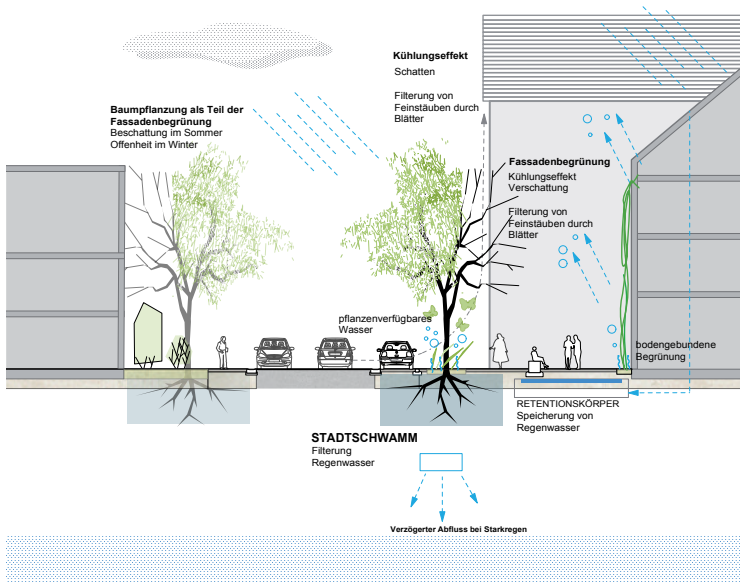 Kühlungseffekt
Schatten
Filterung von
Feinstäuben durch
Blätter
Baumpflanzung als Teil der
Fassadenbegrünung
Beschattung im Sommer
Offenheit im Winter
Fassadenbegrünung
Kühlungseffekt
Verschattung
Filterung von
Feinstäuben durch
Blätter
pflanzenverfügbares
Wasser
bodengebundene
Begrünung
RETENTIONSKÖRPER
Speicherung von
Regenwasser
STADTSCHWAMM
Filterung
Regenwasser
Verzögerter Abfluss bei Starkregen